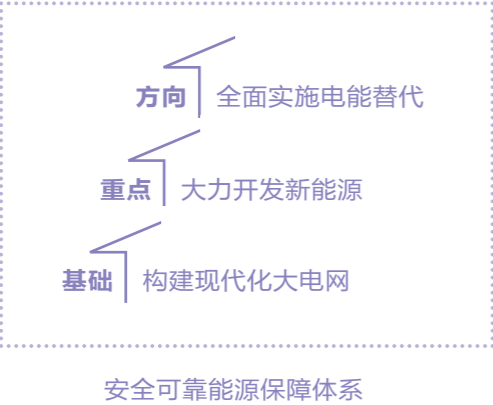 方向 全面实施电能替代
重点 大力开发新能源
基础 构建现代化大电网
安全可靠能源保障体系